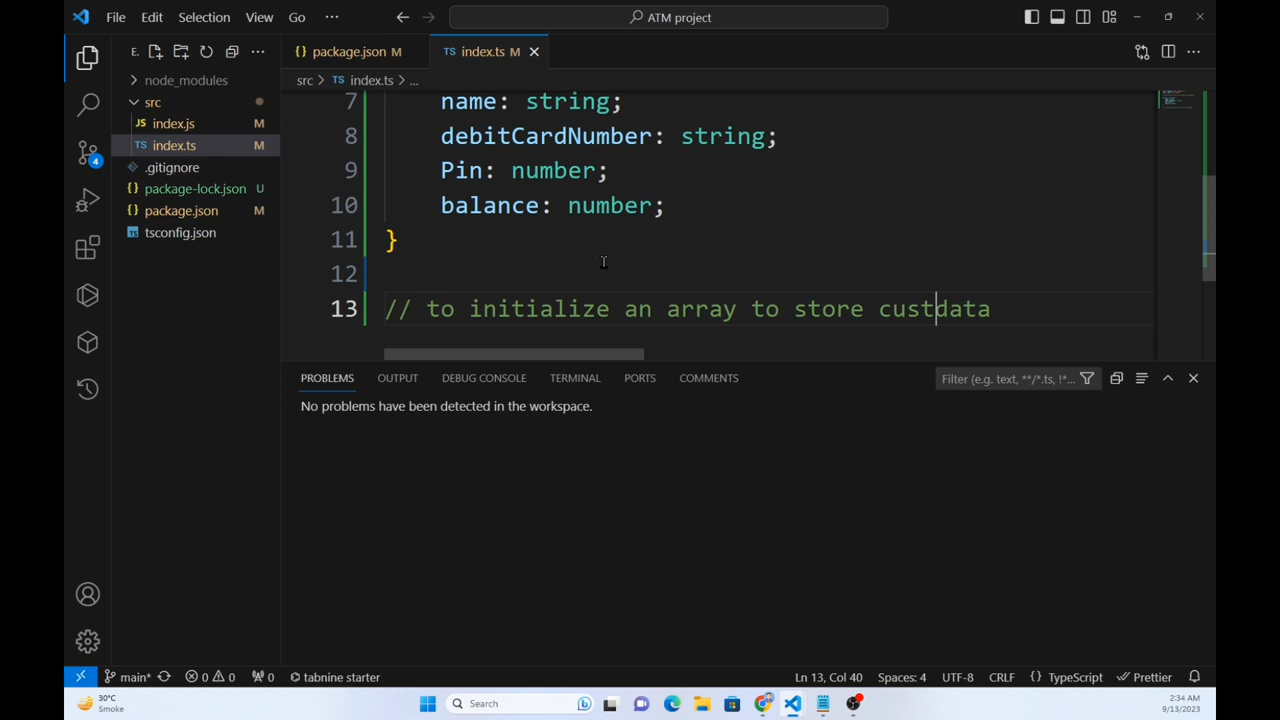 File Edit Selection View Go ··· ATM project
E. ···
package.json M
index.ts M
src > TS index.ts > ...
node_modules
src
JS index.js M
TS index.ts M
.gitignore
{} package-lock.json U
{} package.json M
tsconfig.json
7 name: string;
8 debitCardNumber: string;
9 Pin: number;
10 balance: number;
11 }
12
13 // to initialize an array to store custdata
4
PROBLEMS OUTPUT DEBUG CONSOLE TERMINAL PORTS COMMENTS Filter (e.g. text, **/*.ts, !*...
No problems have been detected in the workspace.
main* 0 0 0 tabnine starter Ln 13, Col 40 Spaces: 4 UTF-8 CRLF {} TypeScript Prettier
30°C
Smoke
Search
2:34 AM
9/13/2023